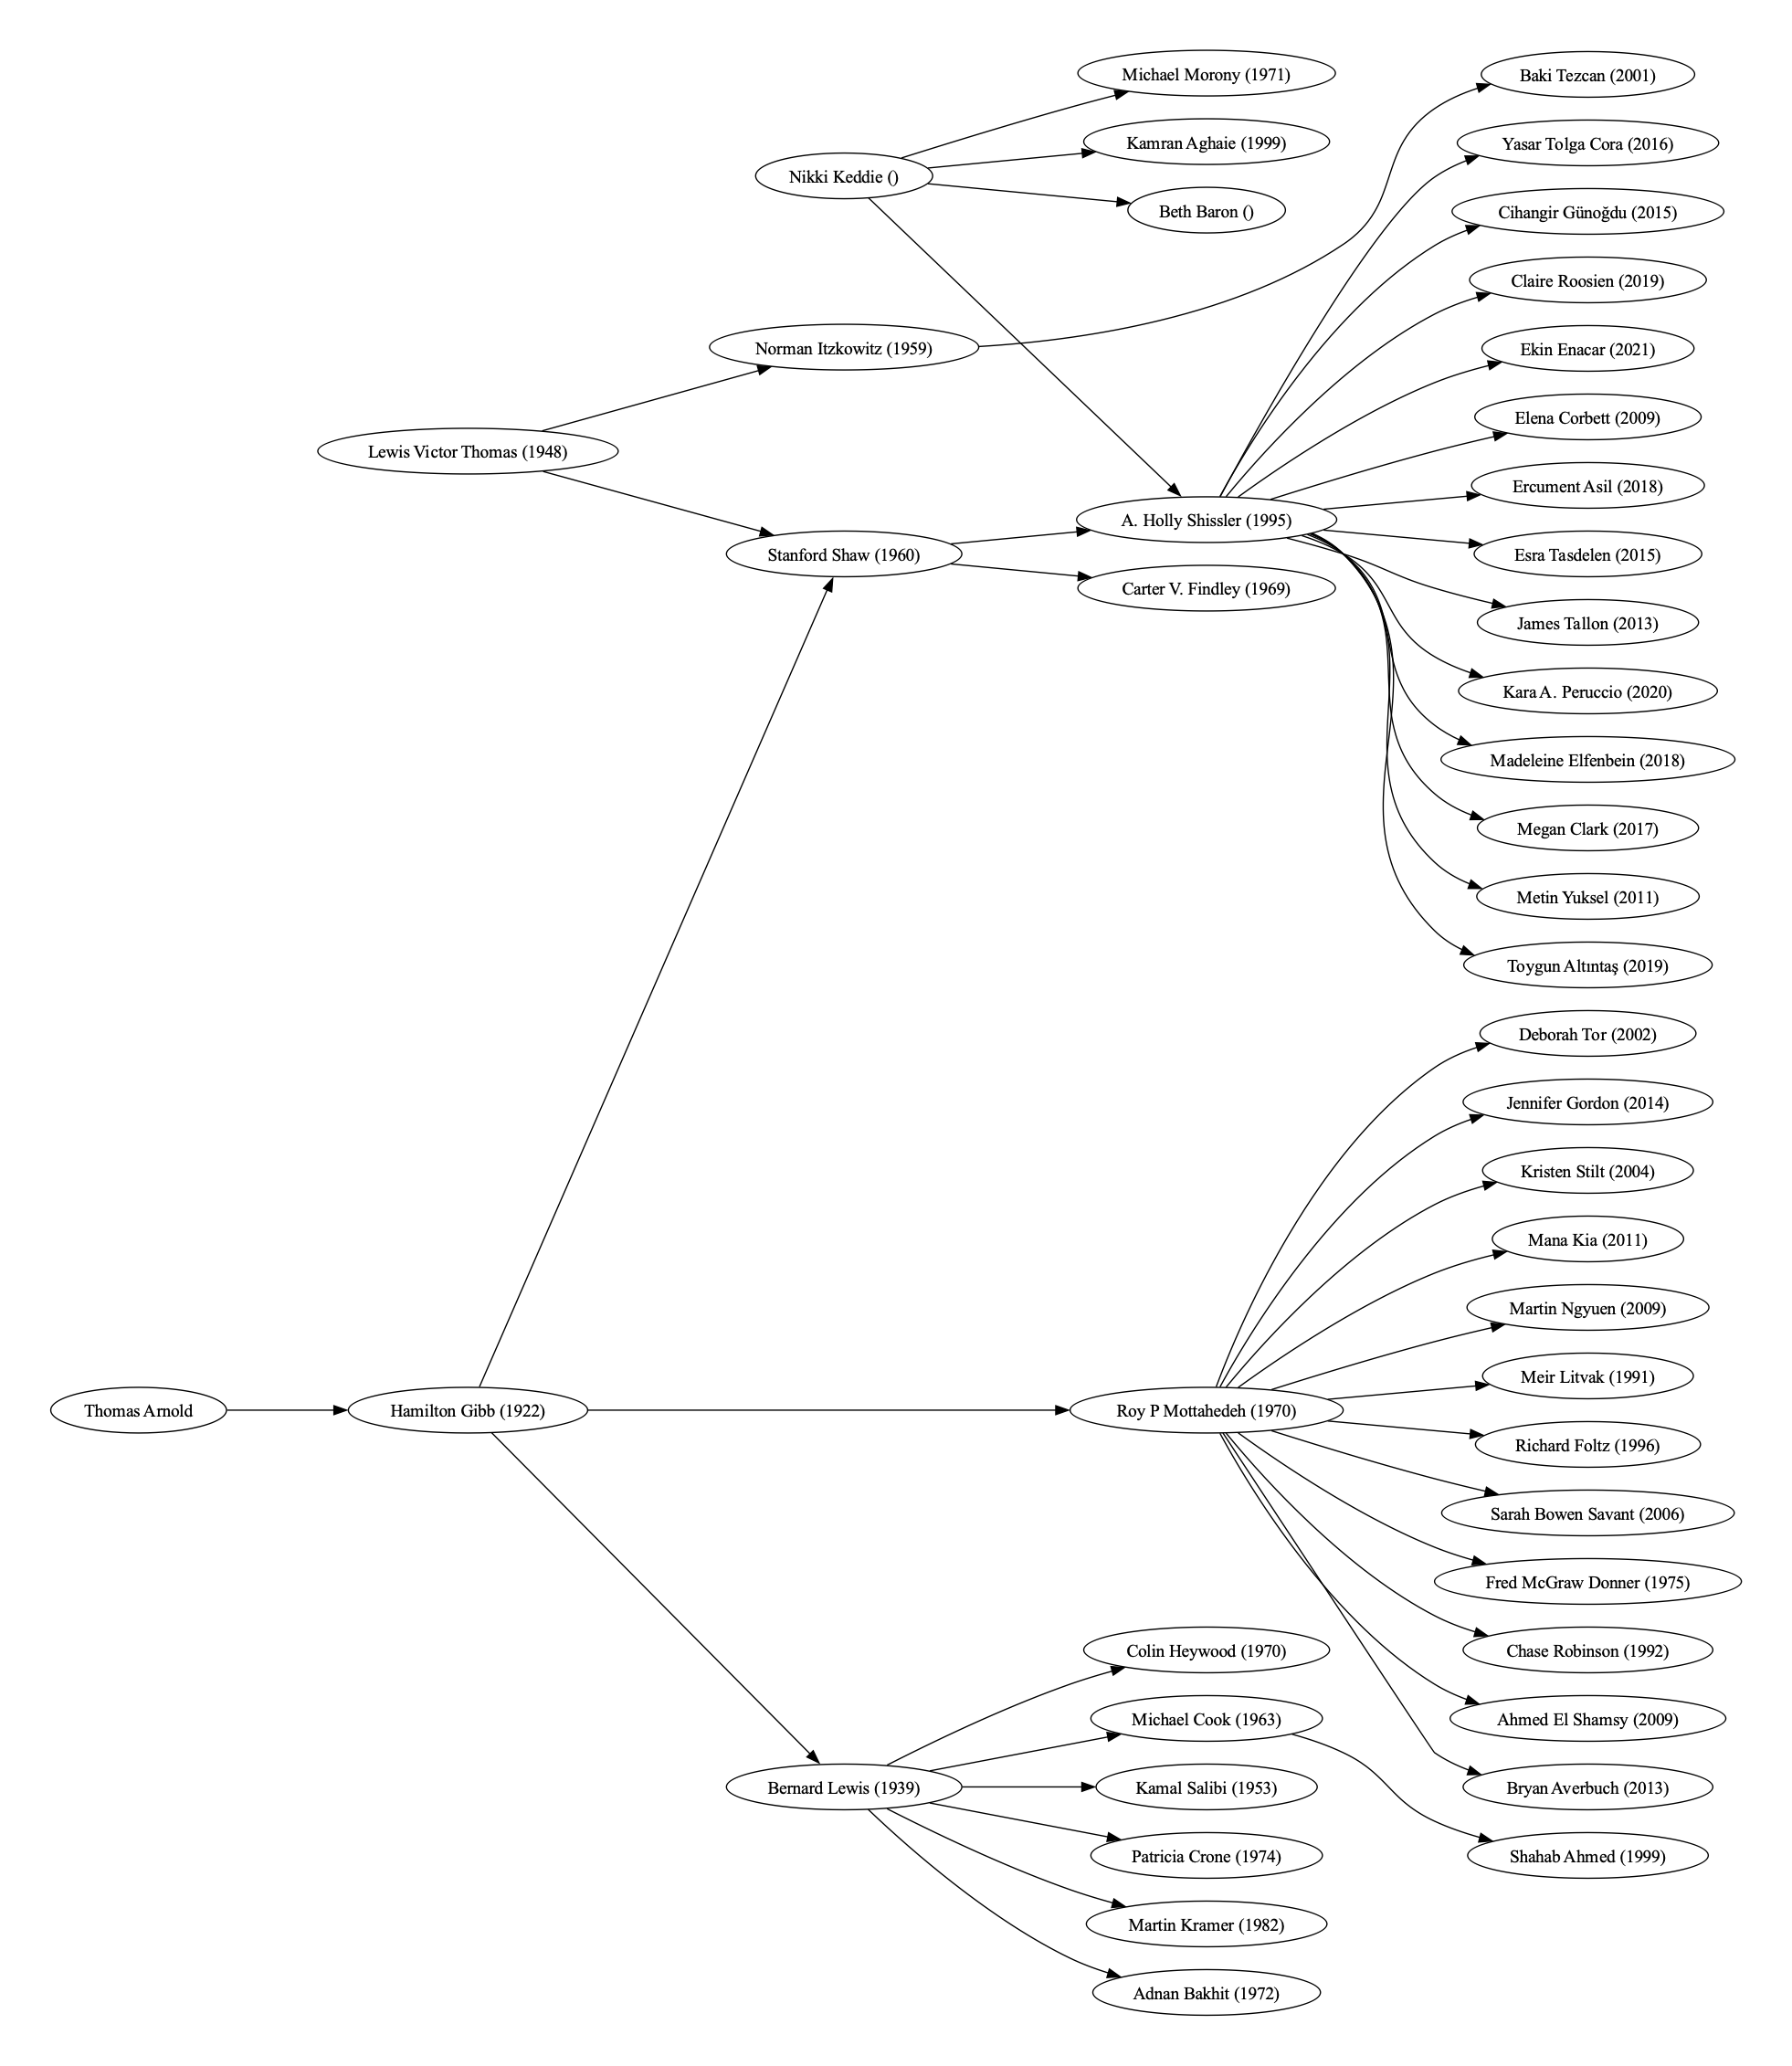 Michael Morony (1971)
Baki Tezcan (2001)
Kamran Aghaie (1999)
Yasar Tolga Cora (2016)
Nikki Keddie ()
Beth Baron ()
Cihangir Günoğdu (2015)
Claire Roosien (2019)
Norman Itzkowitz (1959)
Ekin Enacar (2021)
Elena Corbett (2009)
Lewis Victor Thomas (1948)
Ercument Asil (2018)
A. Holly Shissler (1995)
Stanford Shaw (1960)
Esra Tasdelen (2015)
Carter V. Findley (1969)
James Tallon (2013)
Kara A. Peruccio (2020)
Madeleine Elfenbein (2018)
Megan Clark (2017)
Metin Yuksel (2011)
Toygun Altıntaş (2019)
Deborah Tor (2002)
Jennifer Gordon (2014)
Kristen Stilt (2004)
Mana Kia (2011)
Martin Ngyuen (2009)
Meir Litvak (1991)
Thomas Arnold
Hamilton Gibb (1922)
Roy P Mottahedeh (1970)
Richard Foltz (1996)
Sarah Bowen Savant (2006)
Fred McGraw Donner (1975)
Colin Heywood (1970)
Chase Robinson (1992)
Michael Cook (1963)
Ahmed El Shamsy (2009)
Bernard Lewis (1939)
Kamal Salibi (1953)
Bryan Averbuch (2013)
Patricia Crone (1974)
Shahab Ahmed (1999)
Martin Kramer (1982)
Adnan Bakhit (1972)